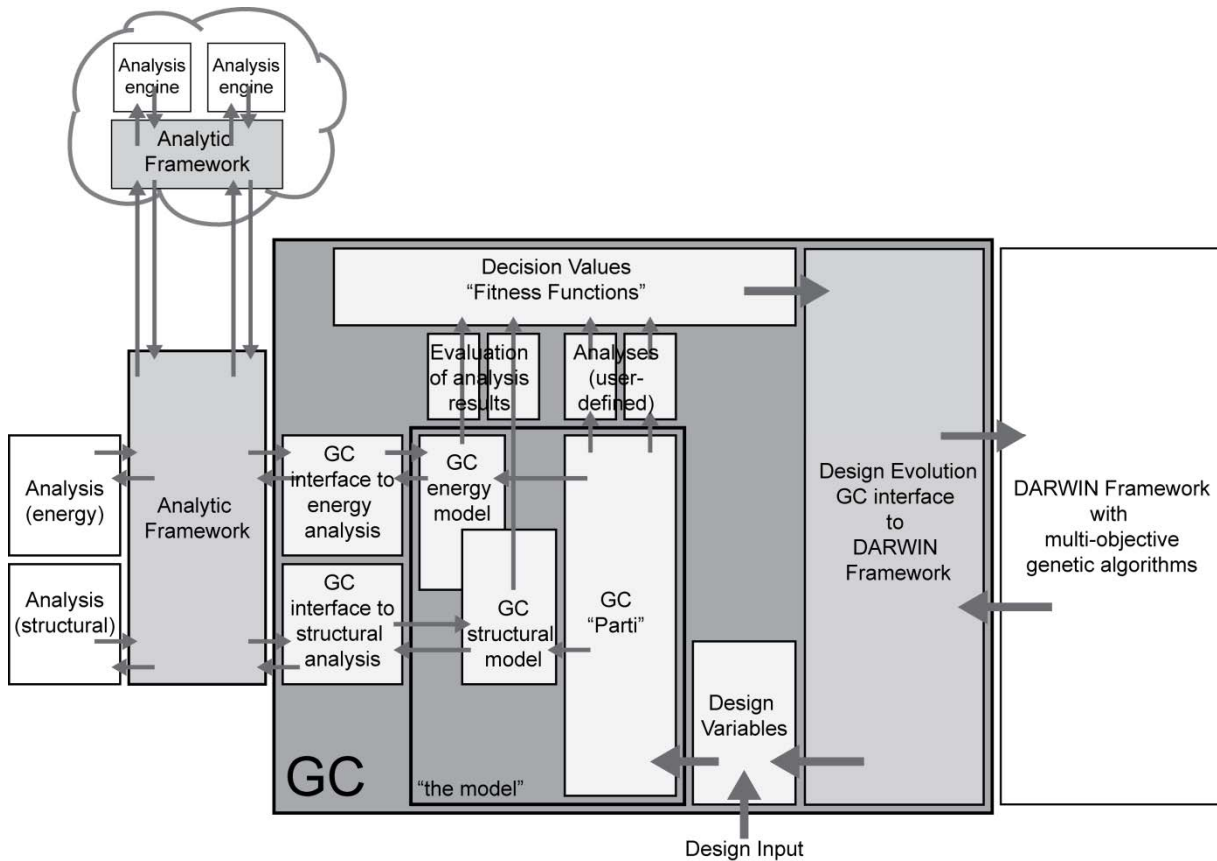 Analysis
engine
Analysis
engine
Analytic
Framework
Decision Values
“Fitness Functions”
Evaluation
of analysis
results
Analyses
(user-
defined)
Analysis
(energy)
Analytic
Framework
GC
interface to
energy
analysis
GC
energy
model
Design Evolution
GC interface
to
DARWIN
Framework
DARWIN Framework
with
multi-objective
genetic algorithms
Analysis
(structural)
GC
interface to
structural
analysis
GC
structural
model
GC
“Parti”
Design
Variables
GC
“the model”
Design Input